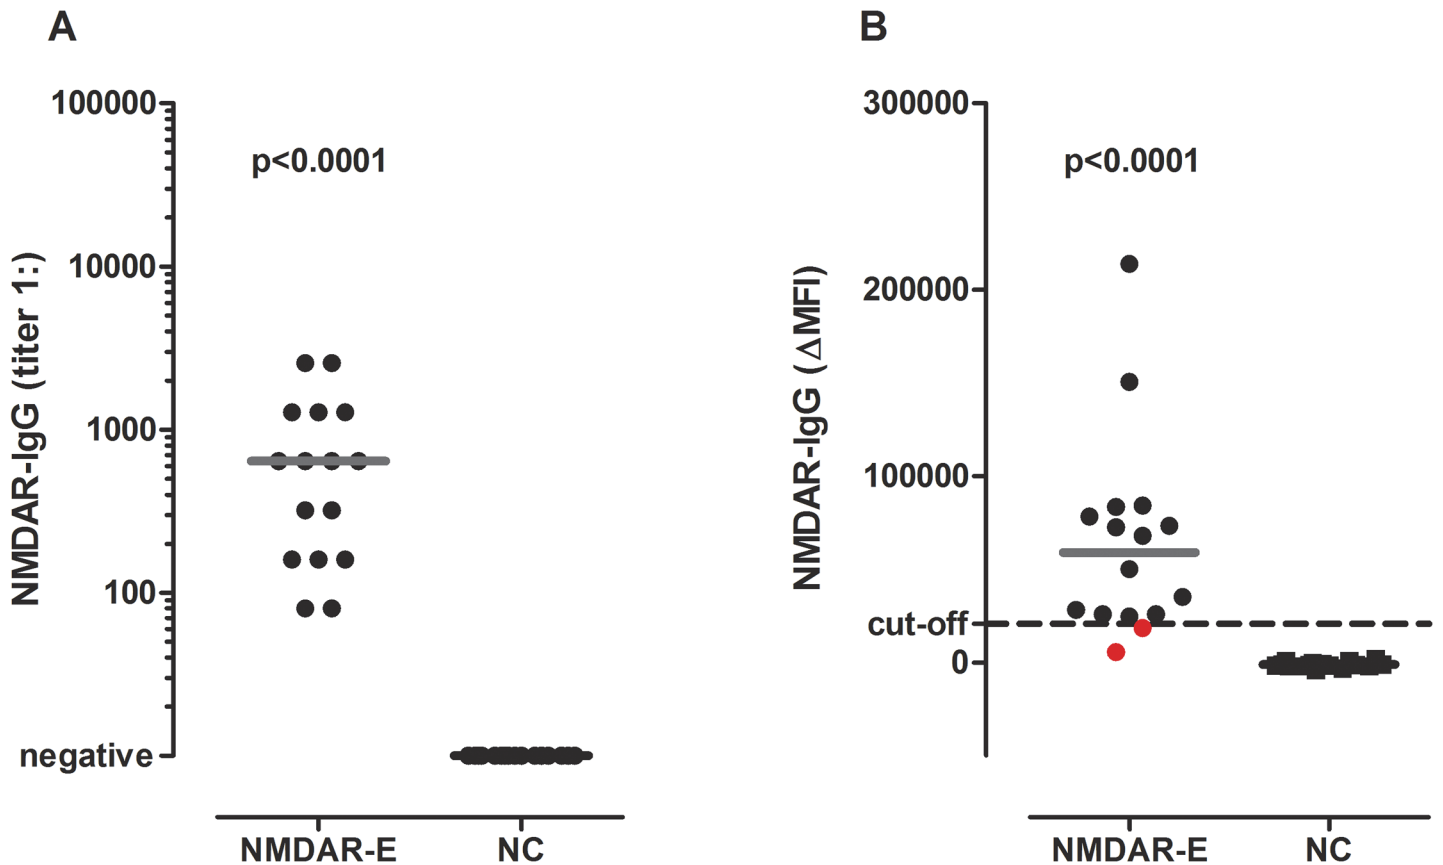 A
NMDAR-IgG (titer 1:)
100000
10000
1000
100
negative
p<0.0001
NMDAR-E
NC
B
NMDAR-IgG (ΔMFI)
300000
200000
100000
cut-off
0
p<0.0001
NMDAR-E
NC